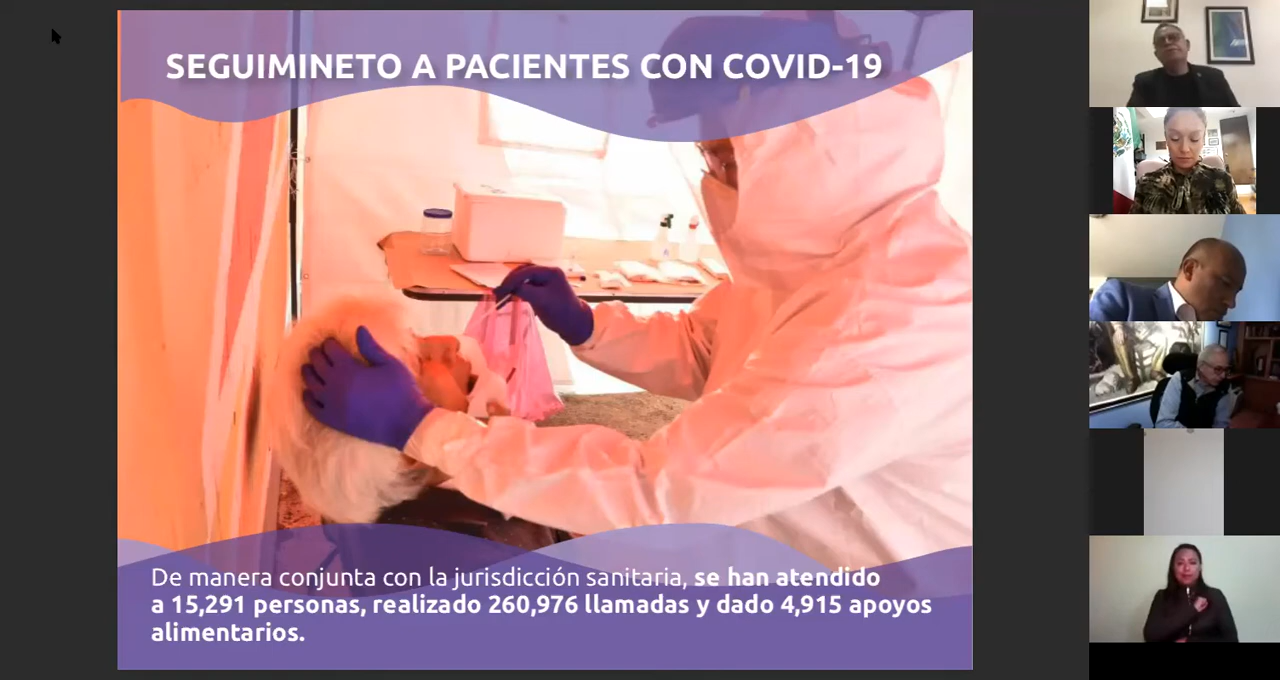 SEGUIMINETO A PACIENTES CON COVID-19
De manera conjunta con la jurisdicción sanitaria, se han atendido
a 15,291 personas, realizado 260,976 llamadas y dado 4,915 apoyos
alimentarios.